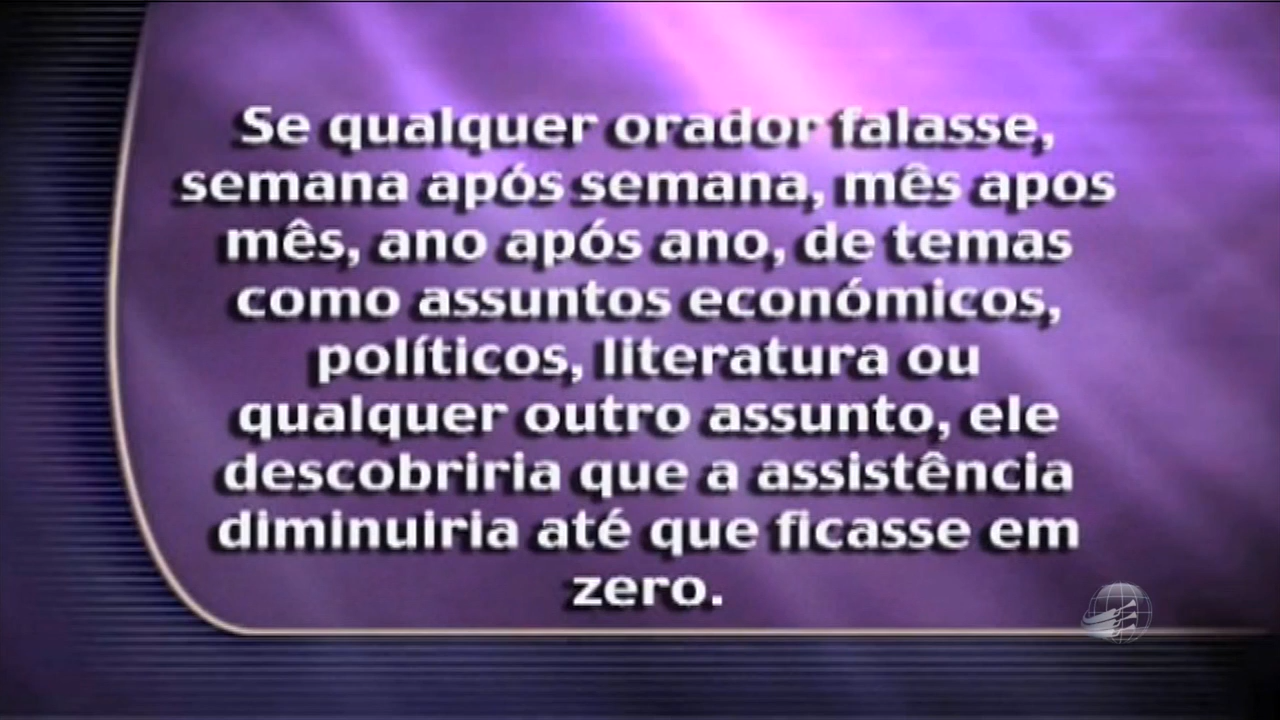 Se qualquer orador falasse,
semana após semana, mês apos
mês, ano após ano, de temas
como assuntos económicos,
políticos, literatura ou
qualquer outro assunto, ele
descobriria que a assistência
diminuiria até que ficasse em
zero.